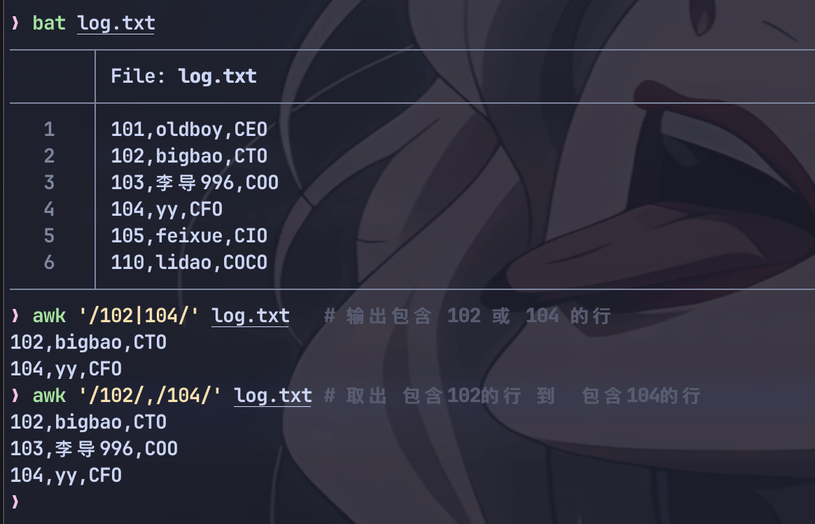 ❯ bat log.txt
File: log.txt
1 101,oldboy,CEO
2 102,bigbao,CTO
3 103,李导996,COO
4 104,yy,CFO
5 105,feixue,CIO
6 110,lidao,COCO
❯ awk '/102|104/' log.txt # 输出包含 102 或 104 的行
102,bigbao,CTO
104,yy,CFO
❯ awk '/102/,/104/' log.txt # 取出 包含102的行 到 包含104的行
102,bigbao,CTO
103,李导996,COO
104,yy,CFO
❯